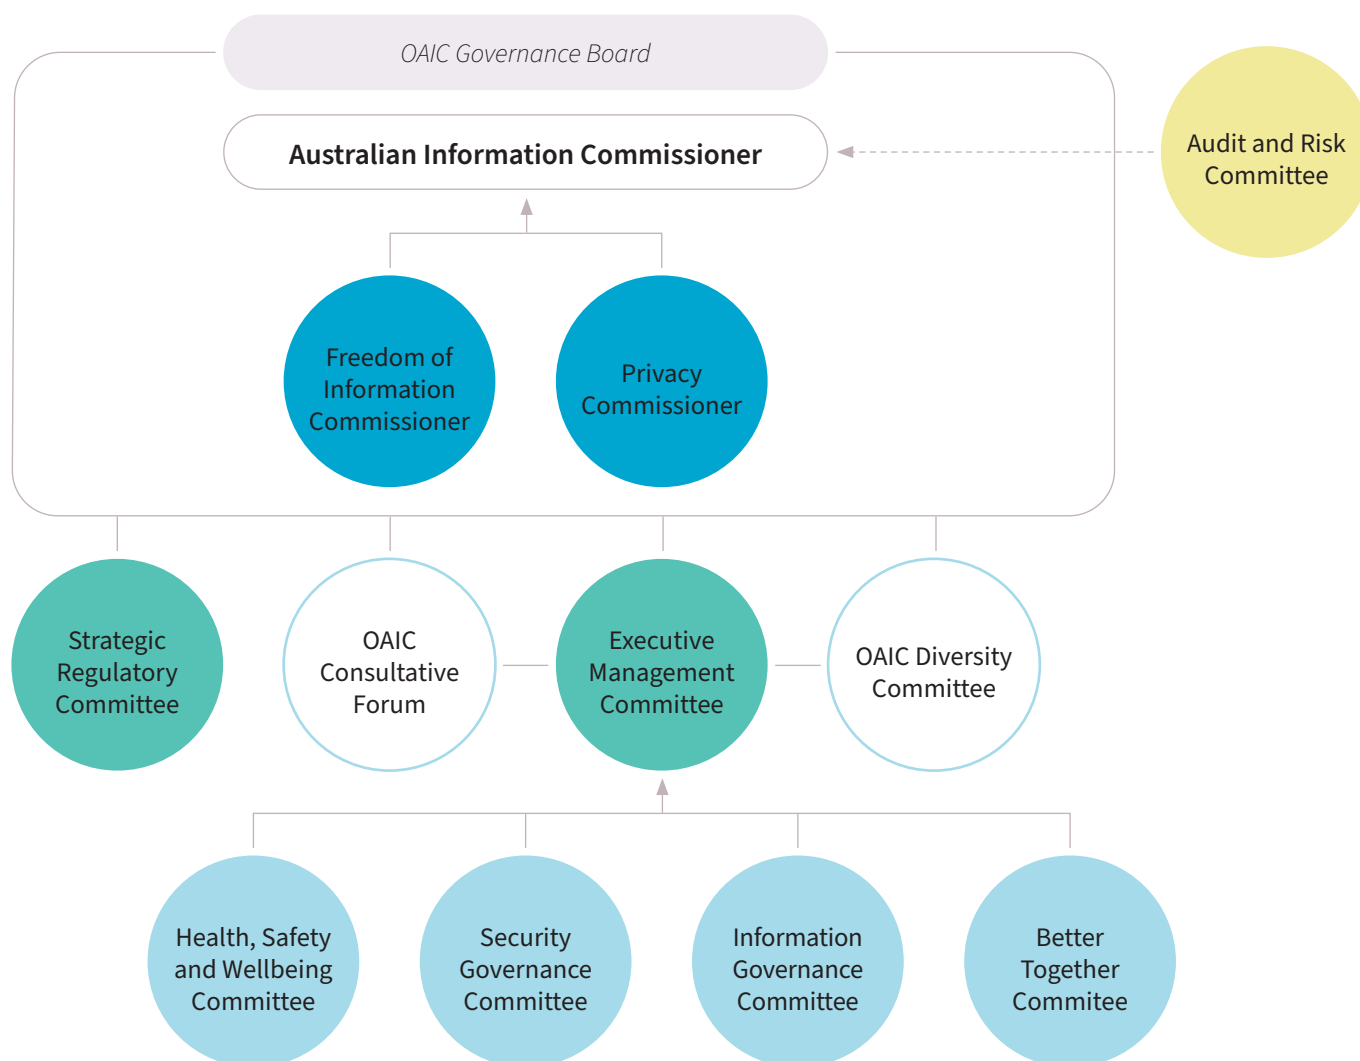 OAIC Governance Board
Australian Information Commissioner
Audit and Risk
Committee
Freedom of
Information
Commissioner
Privacy
Commissioner
Strategic
Regulatory
Committee
OAIC
Consultative
Forum
Executive
Management
Committee
OAIC Diversity
Committee
Health, Safety
and Wellbeing
Committee
Security
Governance
Committee
Information
Governance
Committee
Better
Together
Commitee